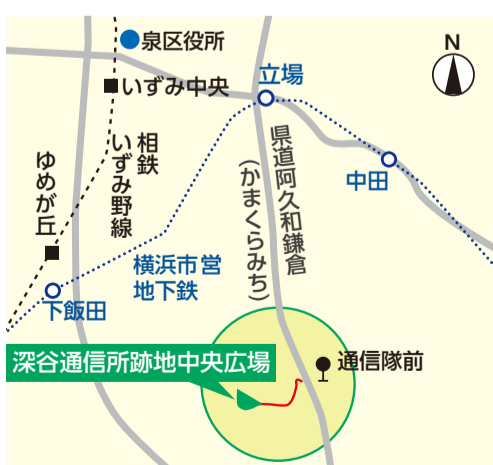 泉区役所
N
いずみ中央
立場
相鉄
いずみ野線
県道阿久和鎌倉
(かまくらみち)
中田
ゆめが丘
横浜市営
地下鉄
下飯田
深谷通信所跡地中央広場
通信隊前